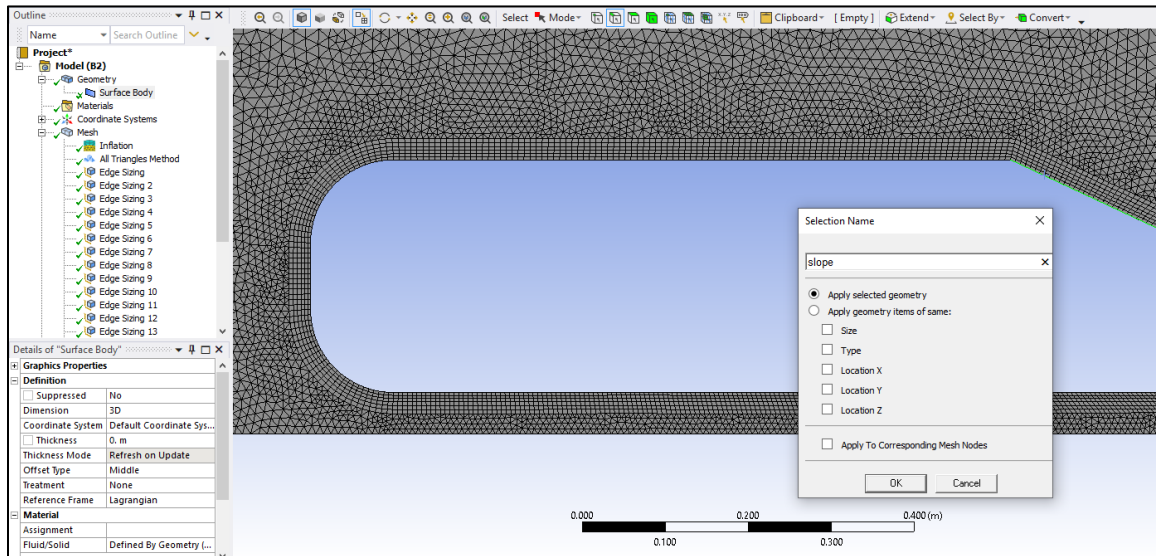 Outline
Name Search Outline
Project*
Model (B2)
Geometry
Surface Body
Materials
Coordinate Systems
Mesh
Inflation
All Triangles Method
Edge Sizing
Edge Sizing 2
Edge Sizing 3
Edge Sizing 4
Edge Sizing 5
Edge Sizing 6
Edge Sizing 7
Edge Sizing 8
Edge Sizing 9
Edge Sizing 10
Edge Sizing 11
Edge Sizing 12
Edge Sizing 13
Details of "Surface Body"
Graphics Properties
Definition
Suppressed No
Dimension 3D
Coordinate System Default Coordinate Sys...
Thickness 0. m
Thickness Mode Refresh on Update
Offset Type Middle
Treatment None
Reference Frame Lagrangian
Material
Assignment
Fluid/Solid Defined By Geometry (...
Select Mode Clipboard [ Empty ] Extend Select By Convert
Selection Name
slope
Apply selected geometry
Apply geometry items of same:
Size
Type
Location X
Location Y
Location Z
Apply To Corresponding Mesh Nodes
OK Cancel
0.000 0.200 0.400 (m)
0.100 0.300